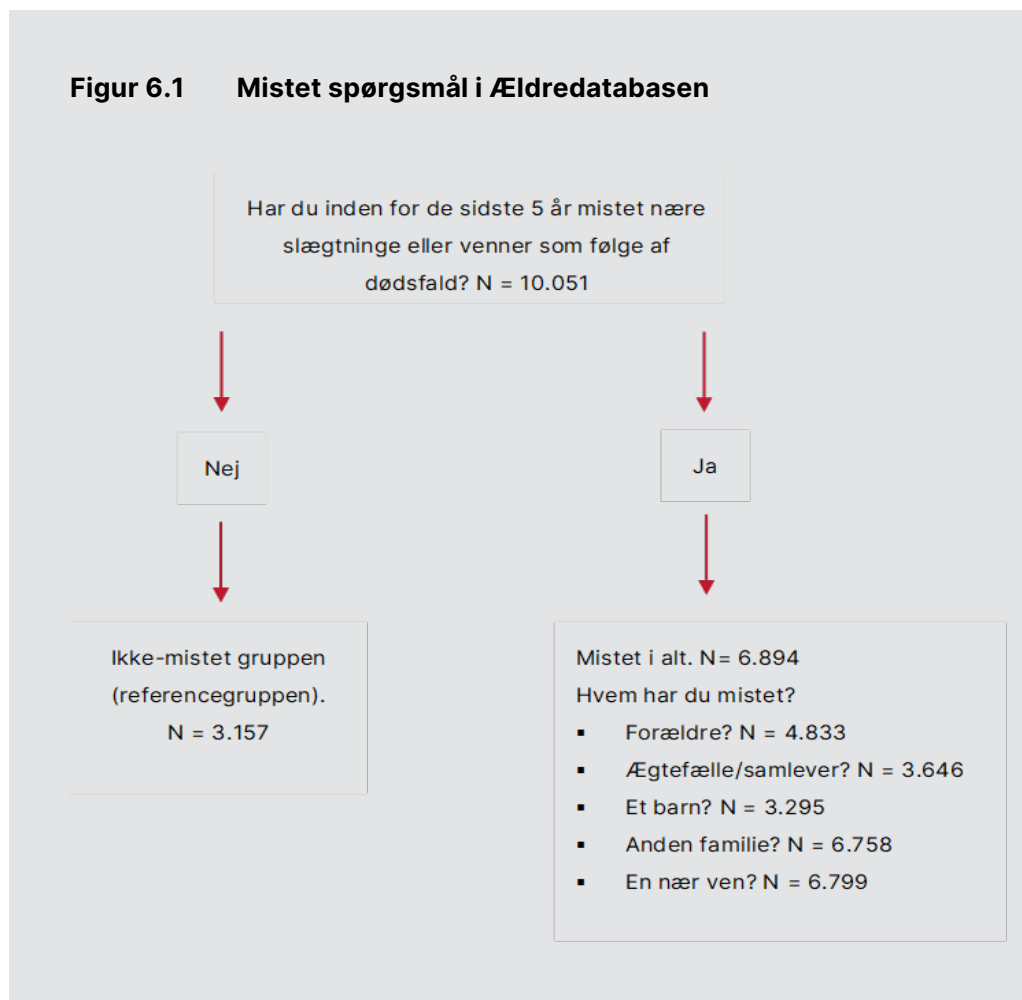 Figur 6.1 Mistet spørgsmål i Ældredatabasen
Har du inden for de sidste 5 år mistet nære
slægtninge eller venner som følge af
dødsfald? N = 10.051
Nej
Ja
Ikke-mistet gruppen
(referencegruppen).
N = 3.157
Mistet i alt. N= 6.894
Hvem har du mistet?
▪ Forældre? N = 4.833
▪ Ægtefælle/samlever? N = 3.646
▪ Et barn? N = 3.295
▪ Anden familie? N = 6.758
▪ En nær ven? N = 6.799